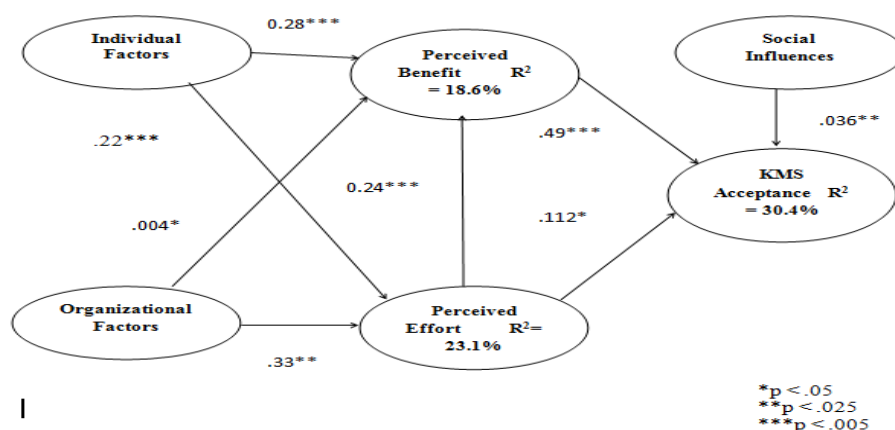 0.28***
Individual
Factors
Perceived
Benefit R²
= 18.6%
Social
Influences
.22***
.49***
.036**
0.24***
KMS
Acceptance R²
= 30.4%
.004*
.112*
Organizational
Factors
Perceived
Effort R²=
23.1%
.33**
I
*p <.05
**p <.025
***p <.005